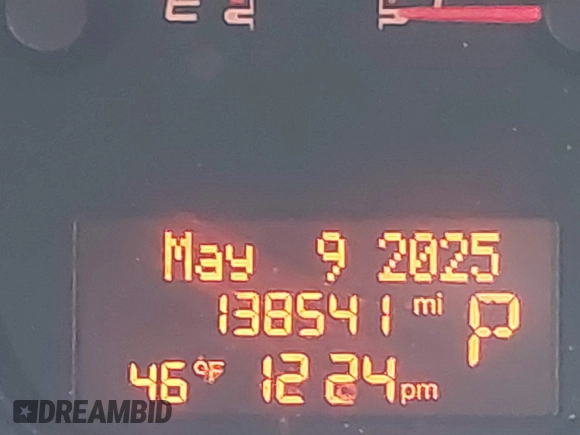 E
May 9 2025
138541 mi P
46°F 12 24 pm
DREAMBID